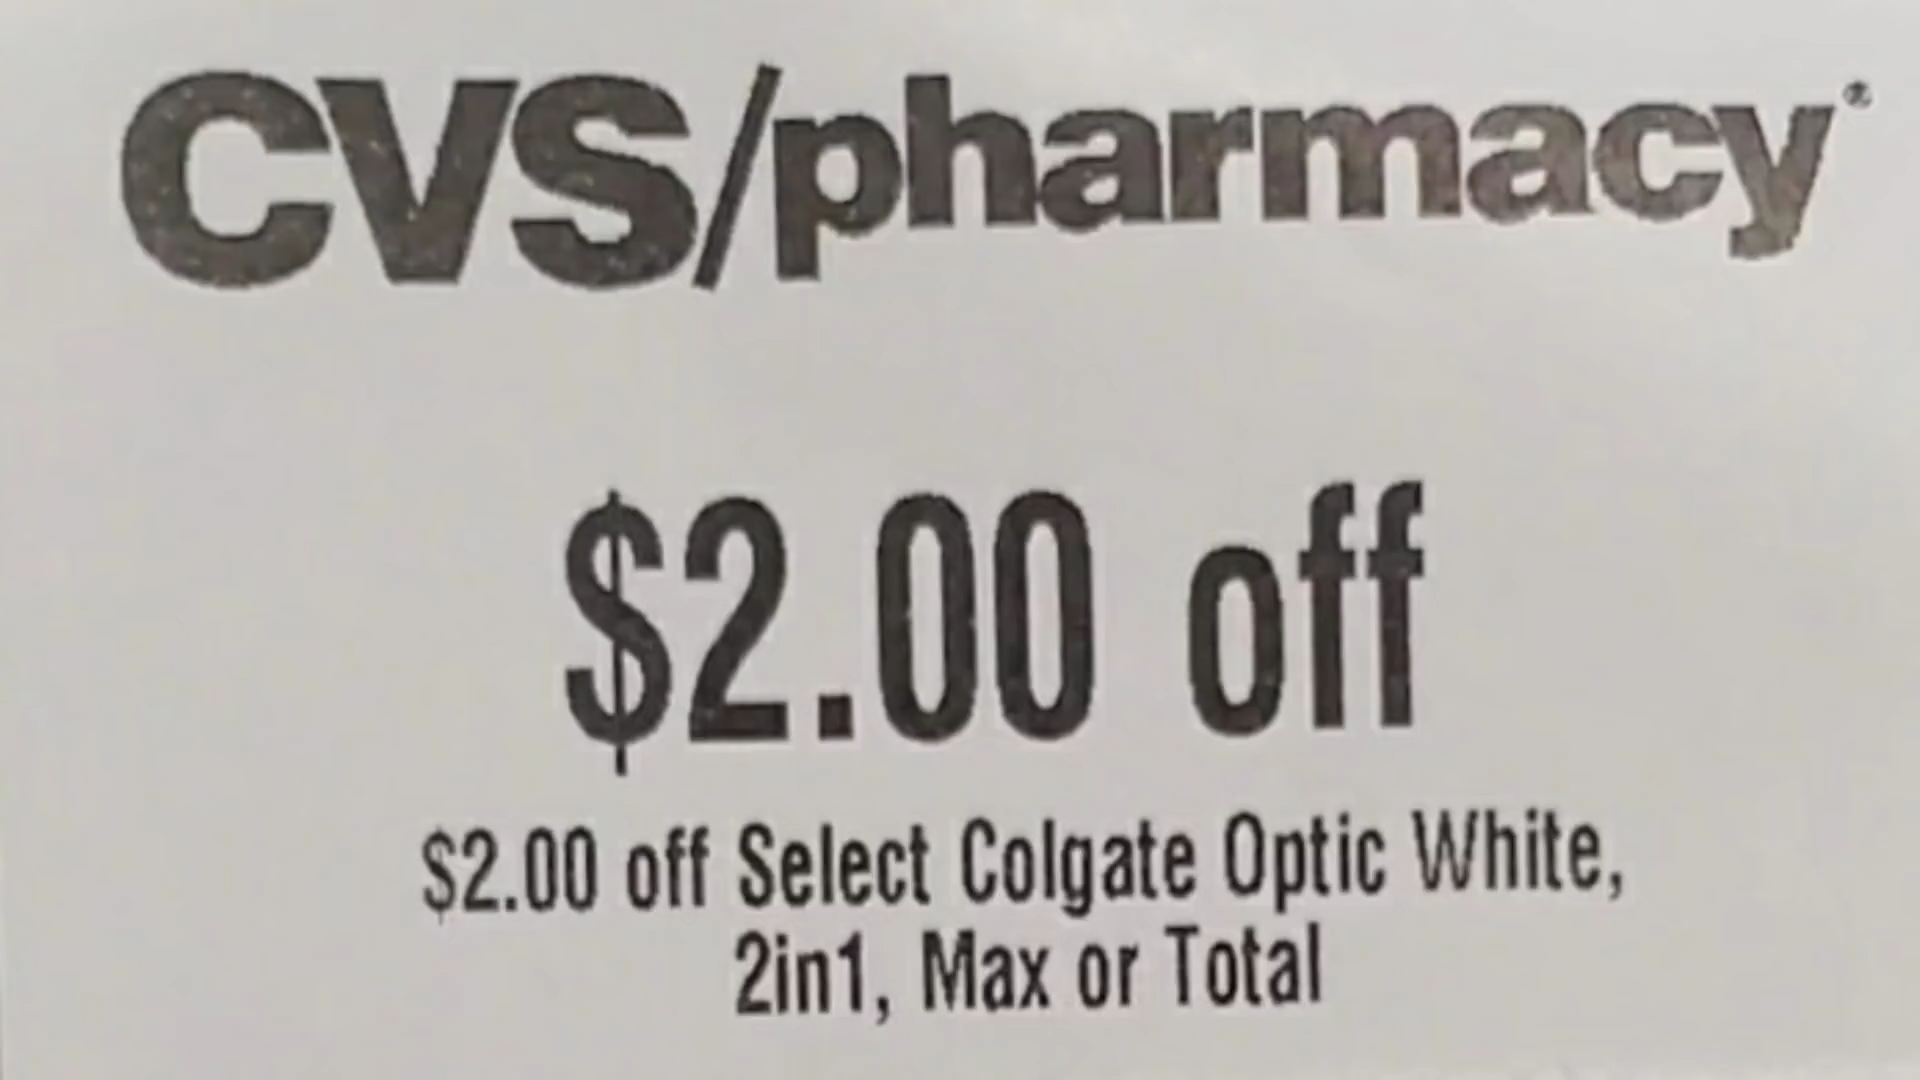 CVS/pharmacy®
$2.00 off
$2.00 off Select Colgate Optic White,
2in1, Max or Total